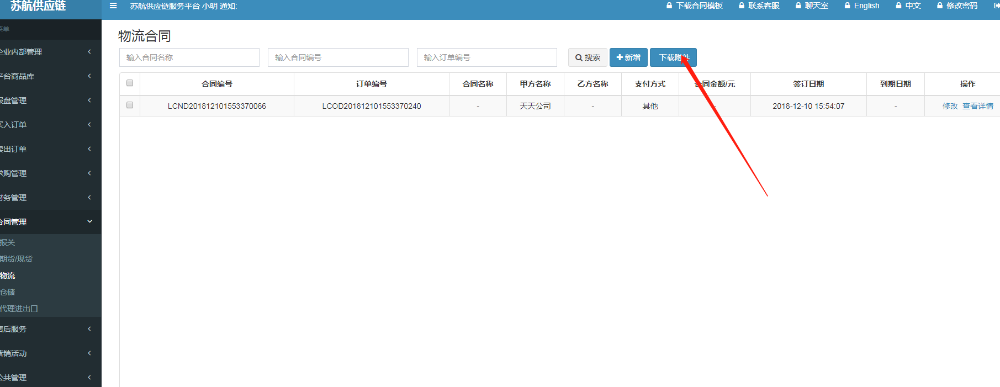 苏航供应链
苏航供应链服务平台 小明 通知:
下载合同模板 联系客服 聊天室 English 中文 修改密码
菜单
企业内部管理
平台商品库
报盘管理
买入订单
卖出订单
求购管理
财务管理
合同管理
报关
期货/现货
物流
仓储
代理进出口
售后服务
营销活动
公共管理
物流合同
输入合同名称 输入合同编号 输入订单编号 搜索 新增 下载附件
合同编号 订单编号 合同名称 甲方名称 乙方名称 支付方式 合同金额/元 签订日期 到期日期 操作
LCND201812101553370066 LCOD201812101553370240 - 天天公司 - 其他 - 2018-12-10 15:54:07 - 修改 查看详情